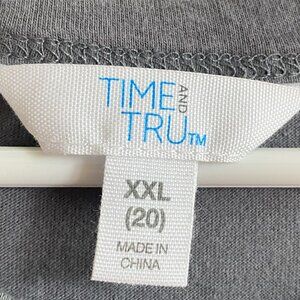 TIME AND
TRU™
XXL
(20)
MADE IN
CHINA